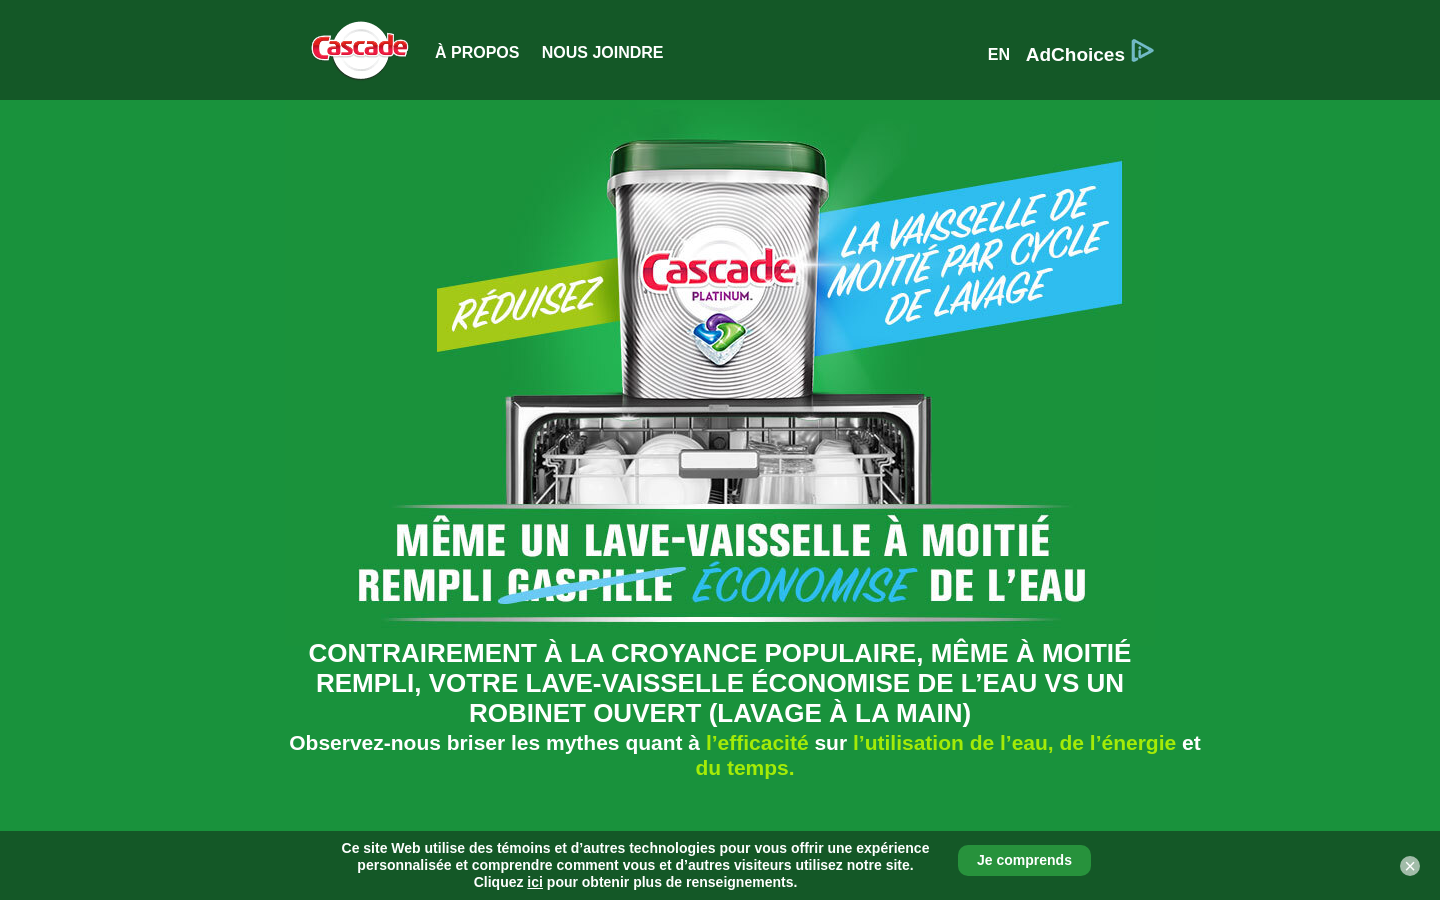 Cascade
À PROPOS
NOUS JOINDRE
EN
AdChoices
RÉDUISEZ
Cascade
PLATINUM
LA VAISSELLE DE
MOITIÉ PAR CYCLE
DE LAVAGE
MÊME UN LAVE-VAISSELLE À MOITIÉ
REMPLI GASPILLE ÉCONOMISE DE L’EAU
CONTRAIREMENT À LA CROYANCE POPULAIRE, MÊME À MOITIÉ
REMPLI, VOTRE LAVE-VAISSELLE ÉCONOMISE DE L’EAU VS UN
ROBINET OUVERT (LAVAGE À LA MAIN)
Observez-nous briser les mythes quant à l’efficacité sur l’utilisation de l’eau, de l’énergie et
du temps.
Ce site Web utilise des témoins et d’autres technologies pour vous offrir une expérience
personnalisée et comprendre comment vous et d’autres visiteurs utilisez notre site.
Cliquez ici pour obtenir plus de renseignements.
Je comprends